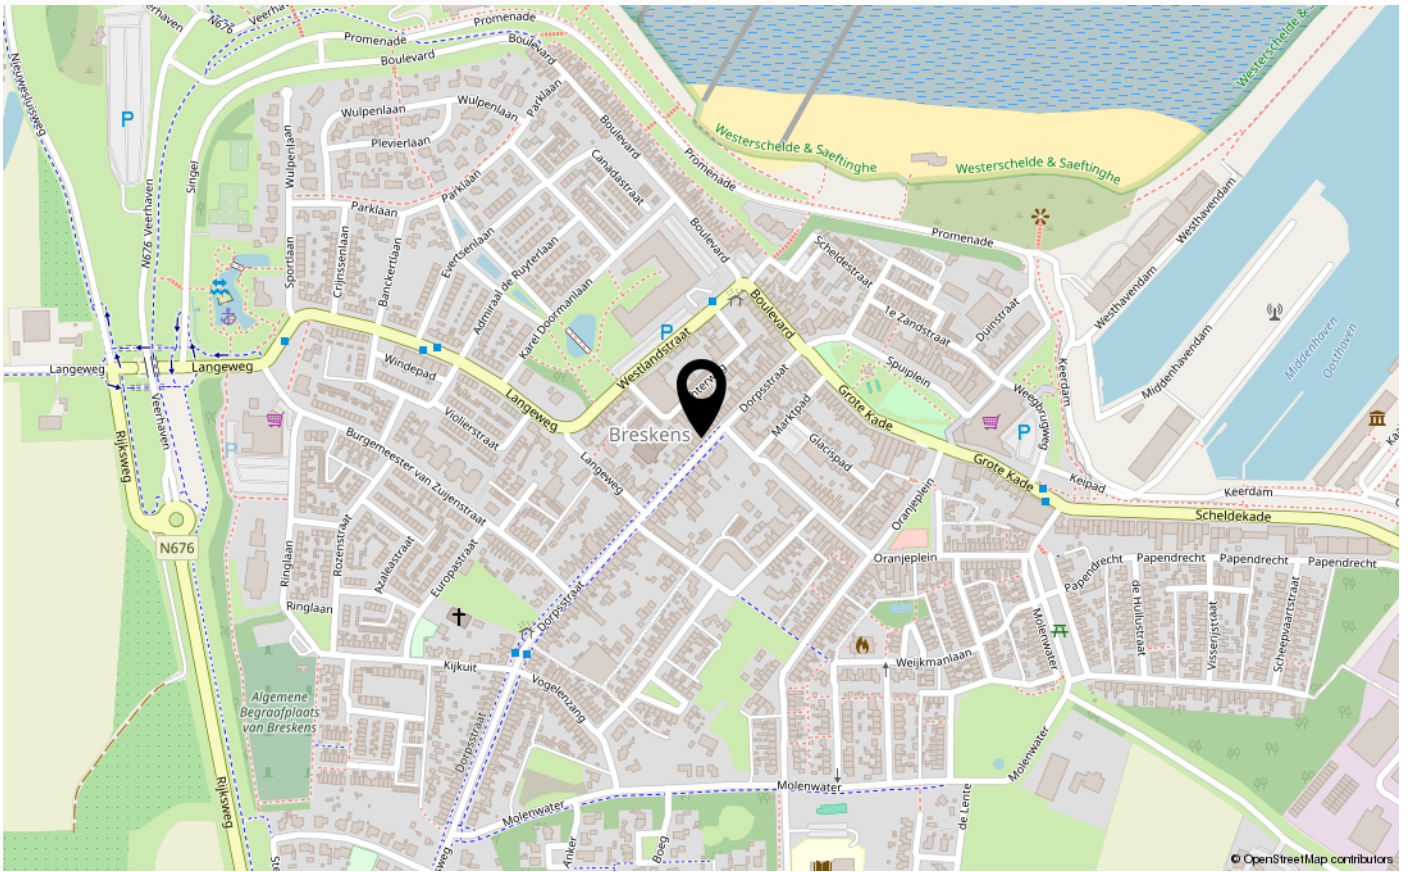 Veerhaven
N676
Veerhaven
Promenade
Promenade
Boulevard
Boulevard
Westerschelde &
Nieuwesluisweg
P
Wulpenlaan
Wulpenlaan
Parklaan
Boulevard
Plevierlaan
Wulpenlaan
Westerschelde & Saeftinghe
Westerschelde & Saeftinghe
Promenade
Canadastraat
Singel
Parklaan
Parklaan
Westhavendam
N676 Veerhaven
Boulevard
Promenade
Sportlaan
Crijnssenlaan
Banckertlaan
Evertsenlaan
Admiraal de Ruyterlaan
Karel Doormanlaan
Scheldestraat
Westhavendam
Te Zandstraat
Duinstraat
Boulevard
P
Middenhavendam
Middenhaven
Oosthaven
Langeweg
Langeweg
Windepad
Westlandstraat
Spuiplein
Keerdam
Veerhaven
Langeweg
Dorpsstraat
Grote Kade
Weegbrugweg
Violierstraat
Marktpad
Breskens
Glacispad
P
P
Rijksweg
Burgemeester van Zuijenstraat
Langeweg
Grote Kade
Keipad
Keerdam
Oranjeplein
Scheldekade
N676
Rozenstraat
Azaleastraat
Europastraat
Ringlaan
Oranjeplein
Papendrecht
Papendrecht
Papendrecht
Papendrecht
Ringlaan
Dorpsstraat
de Hullustraat
Visserijstraat
Scheepvaartstraat
Molenwater
Kijkuit
Weijkmanlaan
Vogelenzang
Algemene
Begraafplaats
van Breskens
Dorpsstraat
Molenwater
Rijksweg
Molenwater
Molenwater
de Lente
Anker
Boeg
© OpenStreetMap contributors